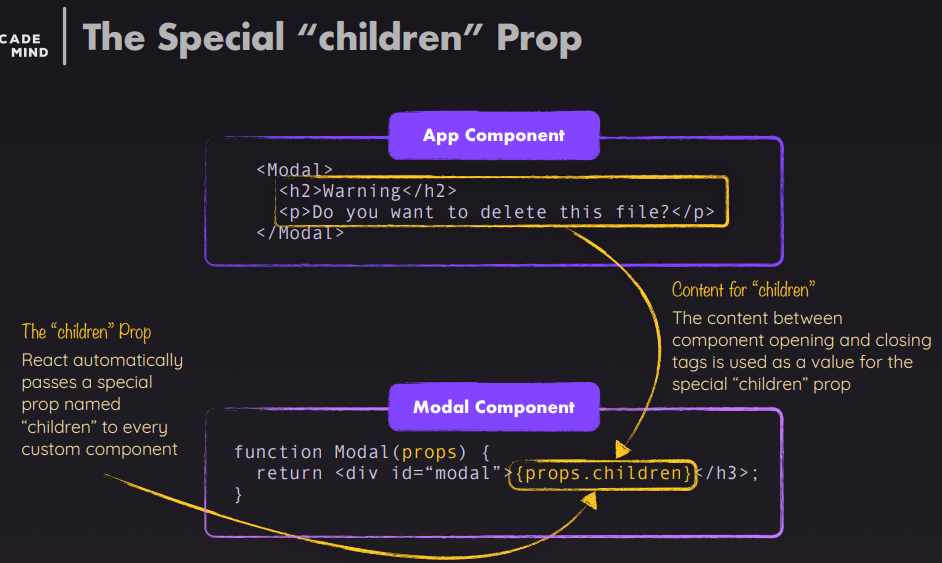 CADE
MIND
The Special “children” Prop
App Component
<Modal>
<h2>Warning</h2>
<p>Do you want to delete this file?</p>
</Modal>
Content for “children”
The content between
component opening and closing
tags is used as a value for the
special “children” prop
The “children” Prop
React automatically
passes a special
prop named
“children” to every
custom component
Modal Component
function Modal(props) {
return <div id=“modal”>{props.children}</h3>;
}